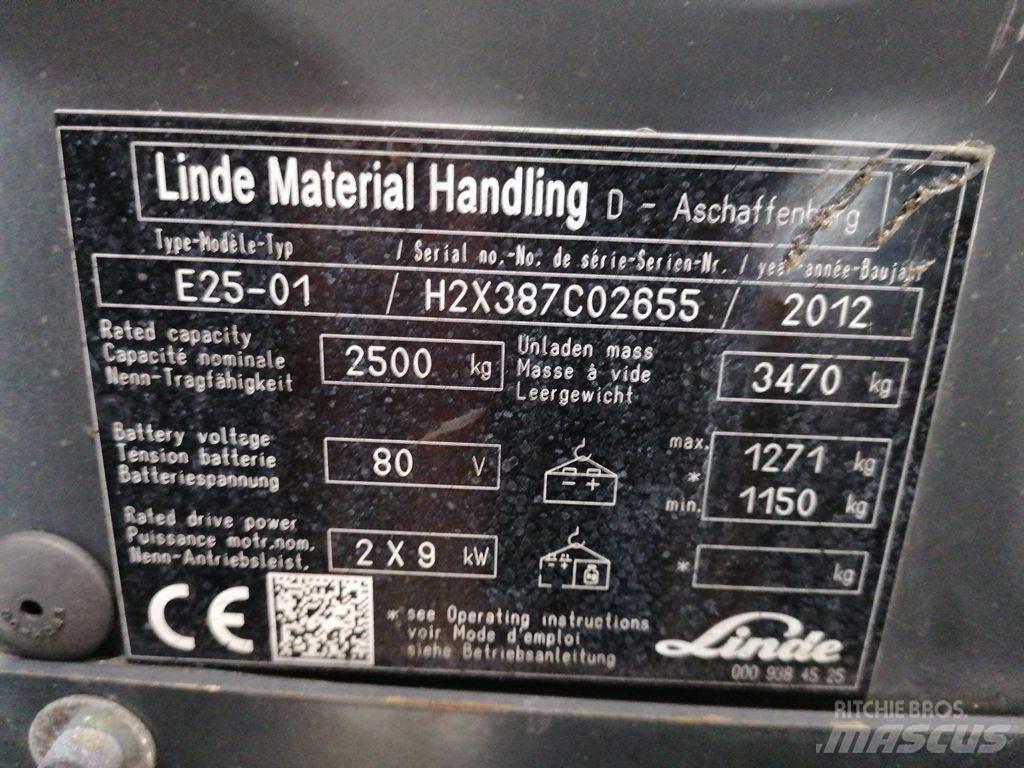 Linde Material Handling D - Aschaffenburg
Type-Modèle-Typ / Serial no.-No. de série-Serien-Nr. / year-année-Baujahr
E25-01 / H2X387C02655 / 2012
Rated capacity
Capacité nominale
Nenn-Tragfähigkeit
2500 kg
Unladen mass
Masse à vide
Leergewicht
3470 kg
Battery voltage
Tension batterie
Batteriespannung
80 V
- +
max. 1271 kg
*
min. 1150 kg
Rated drive power
Puissance motr.nom.
Nenn-Antriebsleist.
2 X 9 kW
* kg
CE
* see Operating instructions
voir Mode d'emploi
siehe Betriebsanleitung
Linde
000 938 45 25
RITCHIE BROS.
MASCUS